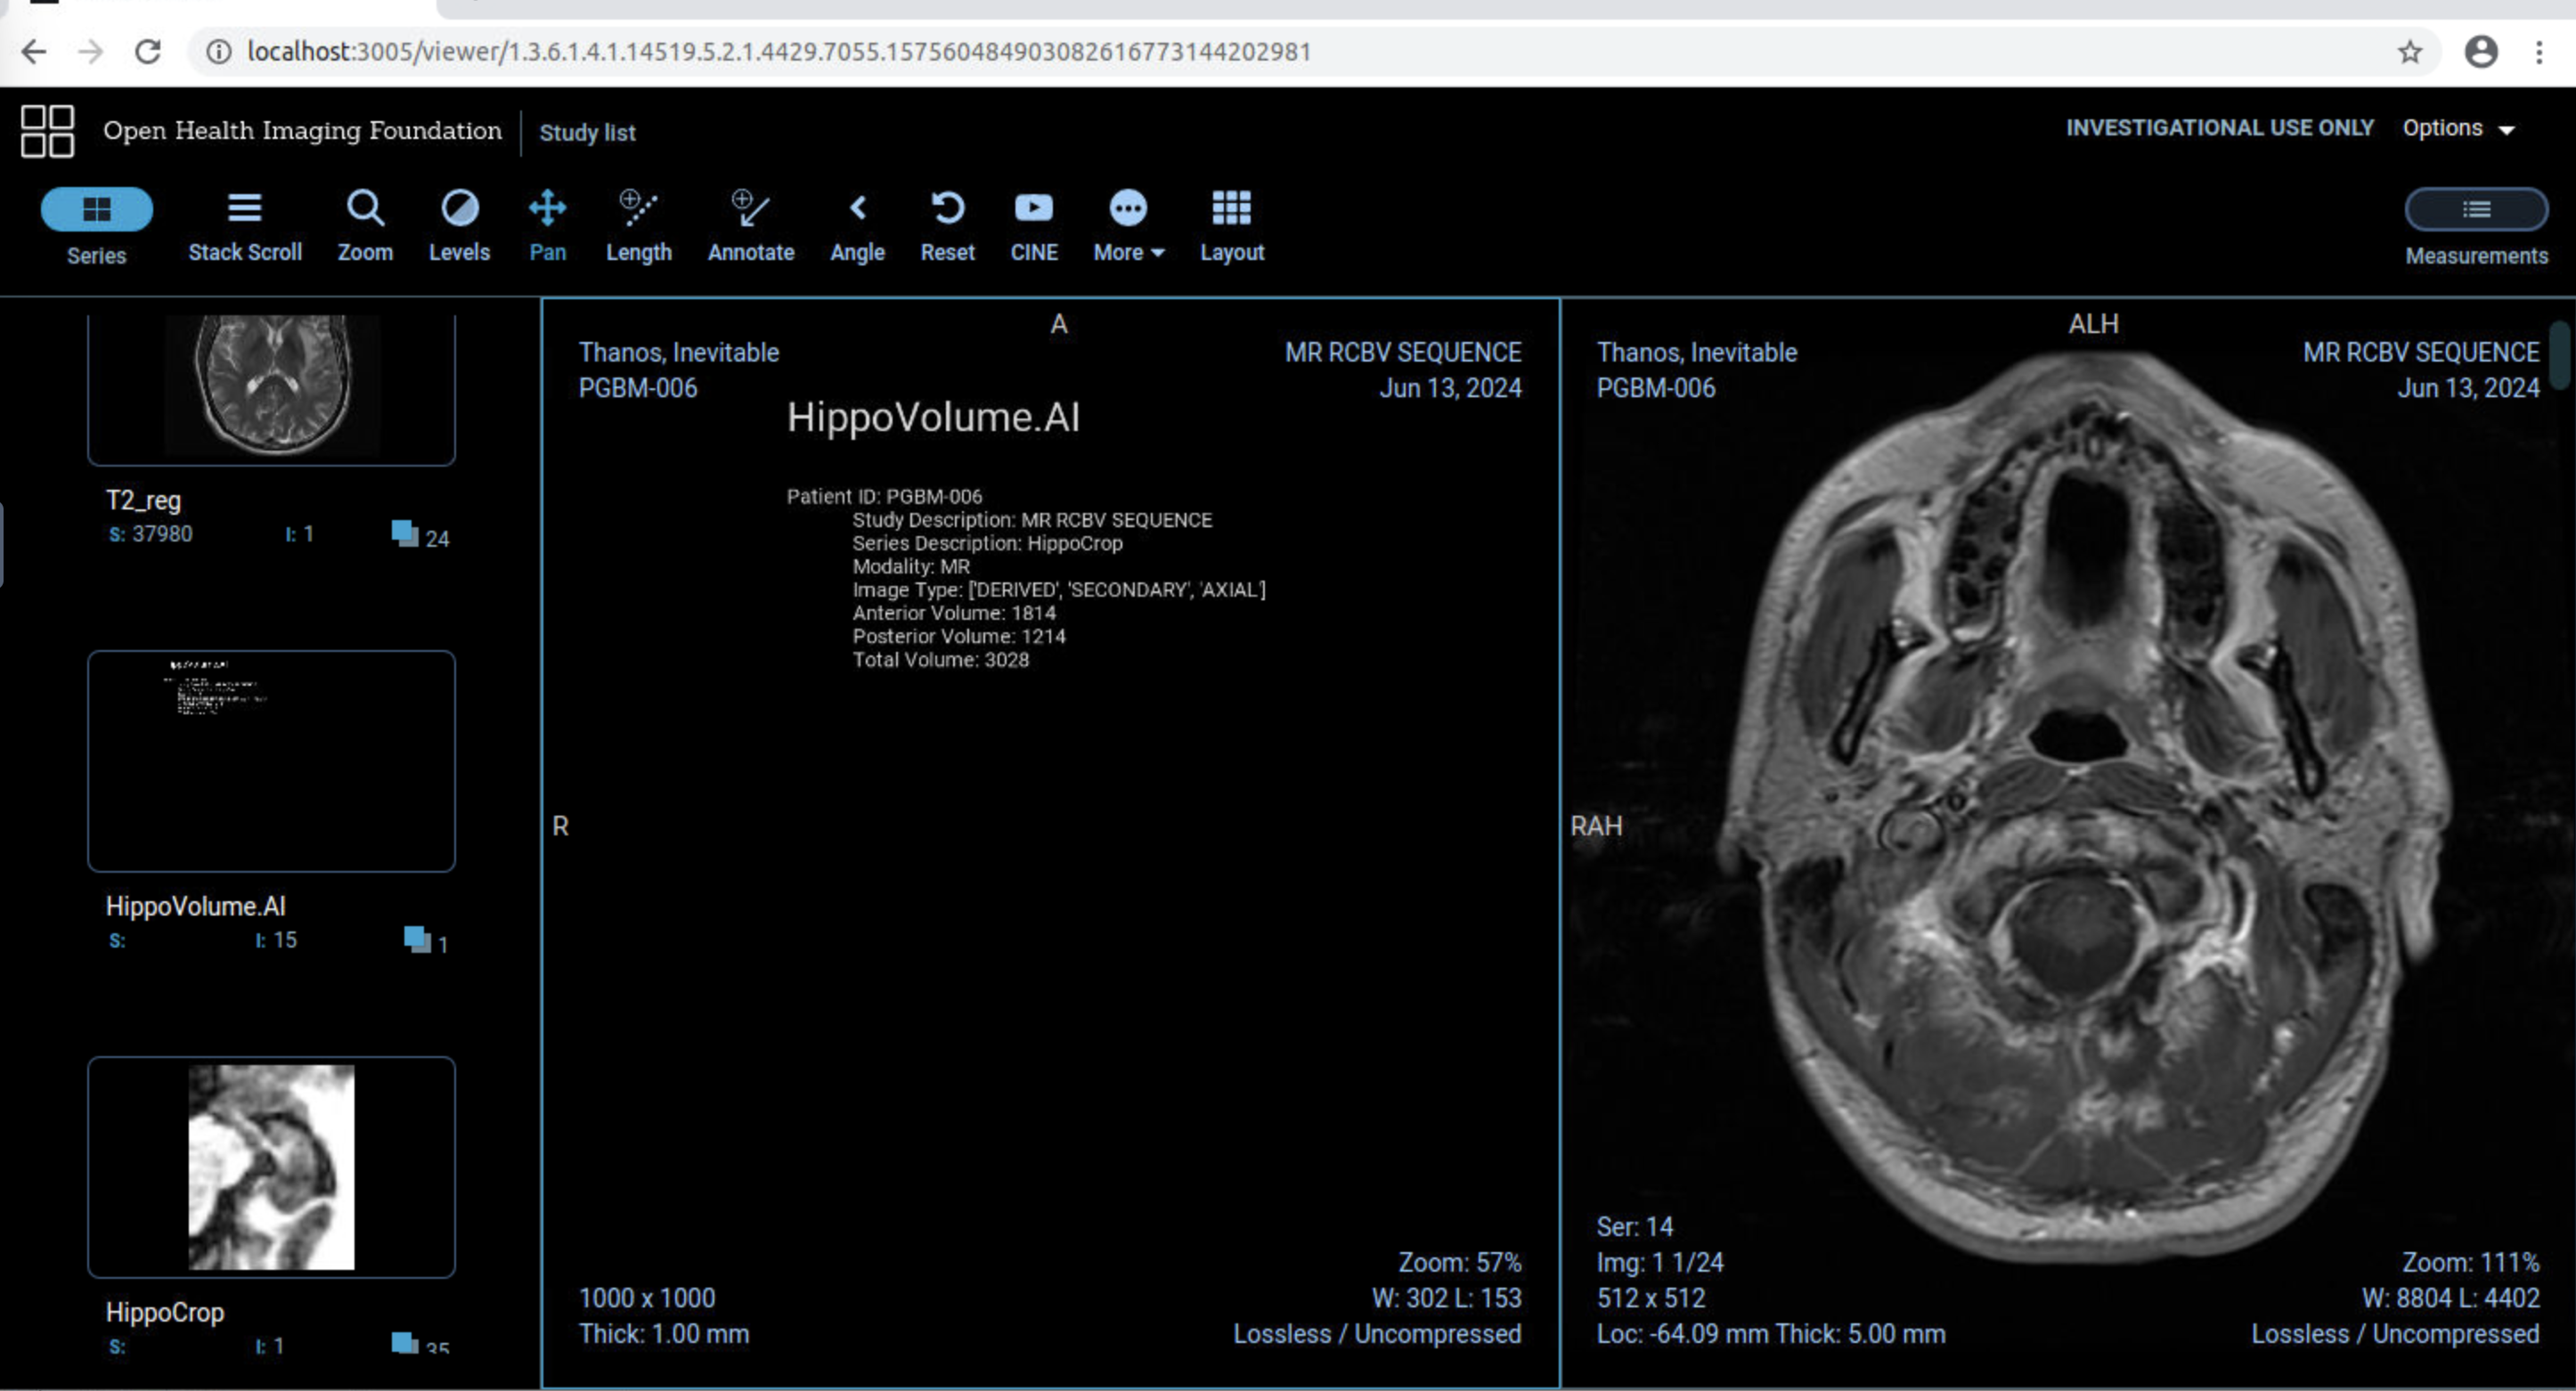 localhost:3005/viewer/1.3.6.1.4.1.14519.5.2.1.4429.7055.157560484903082616773144202981
Open Health Imaging Foundation
Study list
INVESTIGATIONAL USE ONLY
Options
Series
Stack Scroll
Zoom
Levels
Pan
Length
Annotate
Angle
Reset
CINE
More
Layout
Measurements
T2_reg
S: 37980 I: 1 24
HippoVolume.AI
S: I: 15 1
HippoCrop
S: I: 1 35
A
Thanos, Inevitable
PGBM-006
MR RCBV SEQUENCE
Jun 13, 2024
HippoVolume.AI
Patient ID: PGBM-006
Study Description: MR RCBV SEQUENCE
Series Description: HippoCrop
Modality: MR
Image Type: ['DERIVED', 'SECONDARY', 'AXIAL']
Anterior Volume: 1814
Posterior Volume: 1214
Total Volume: 3028
R
1000 x 1000
Thick: 1.00 mm
Zoom: 57%
W: 302 L: 153
Lossless / Uncompressed
ALH
Thanos, Inevitable
PGBM-006
MR RCBV SEQUENCE
Jun 13, 2024
RAH
Ser: 14
Img: 1 1/24
512 x 512
Loc: -64.09 mm Thick: 5.00 mm
Zoom: 111%
W: 8804 L: 4402
Lossless / Uncompressed